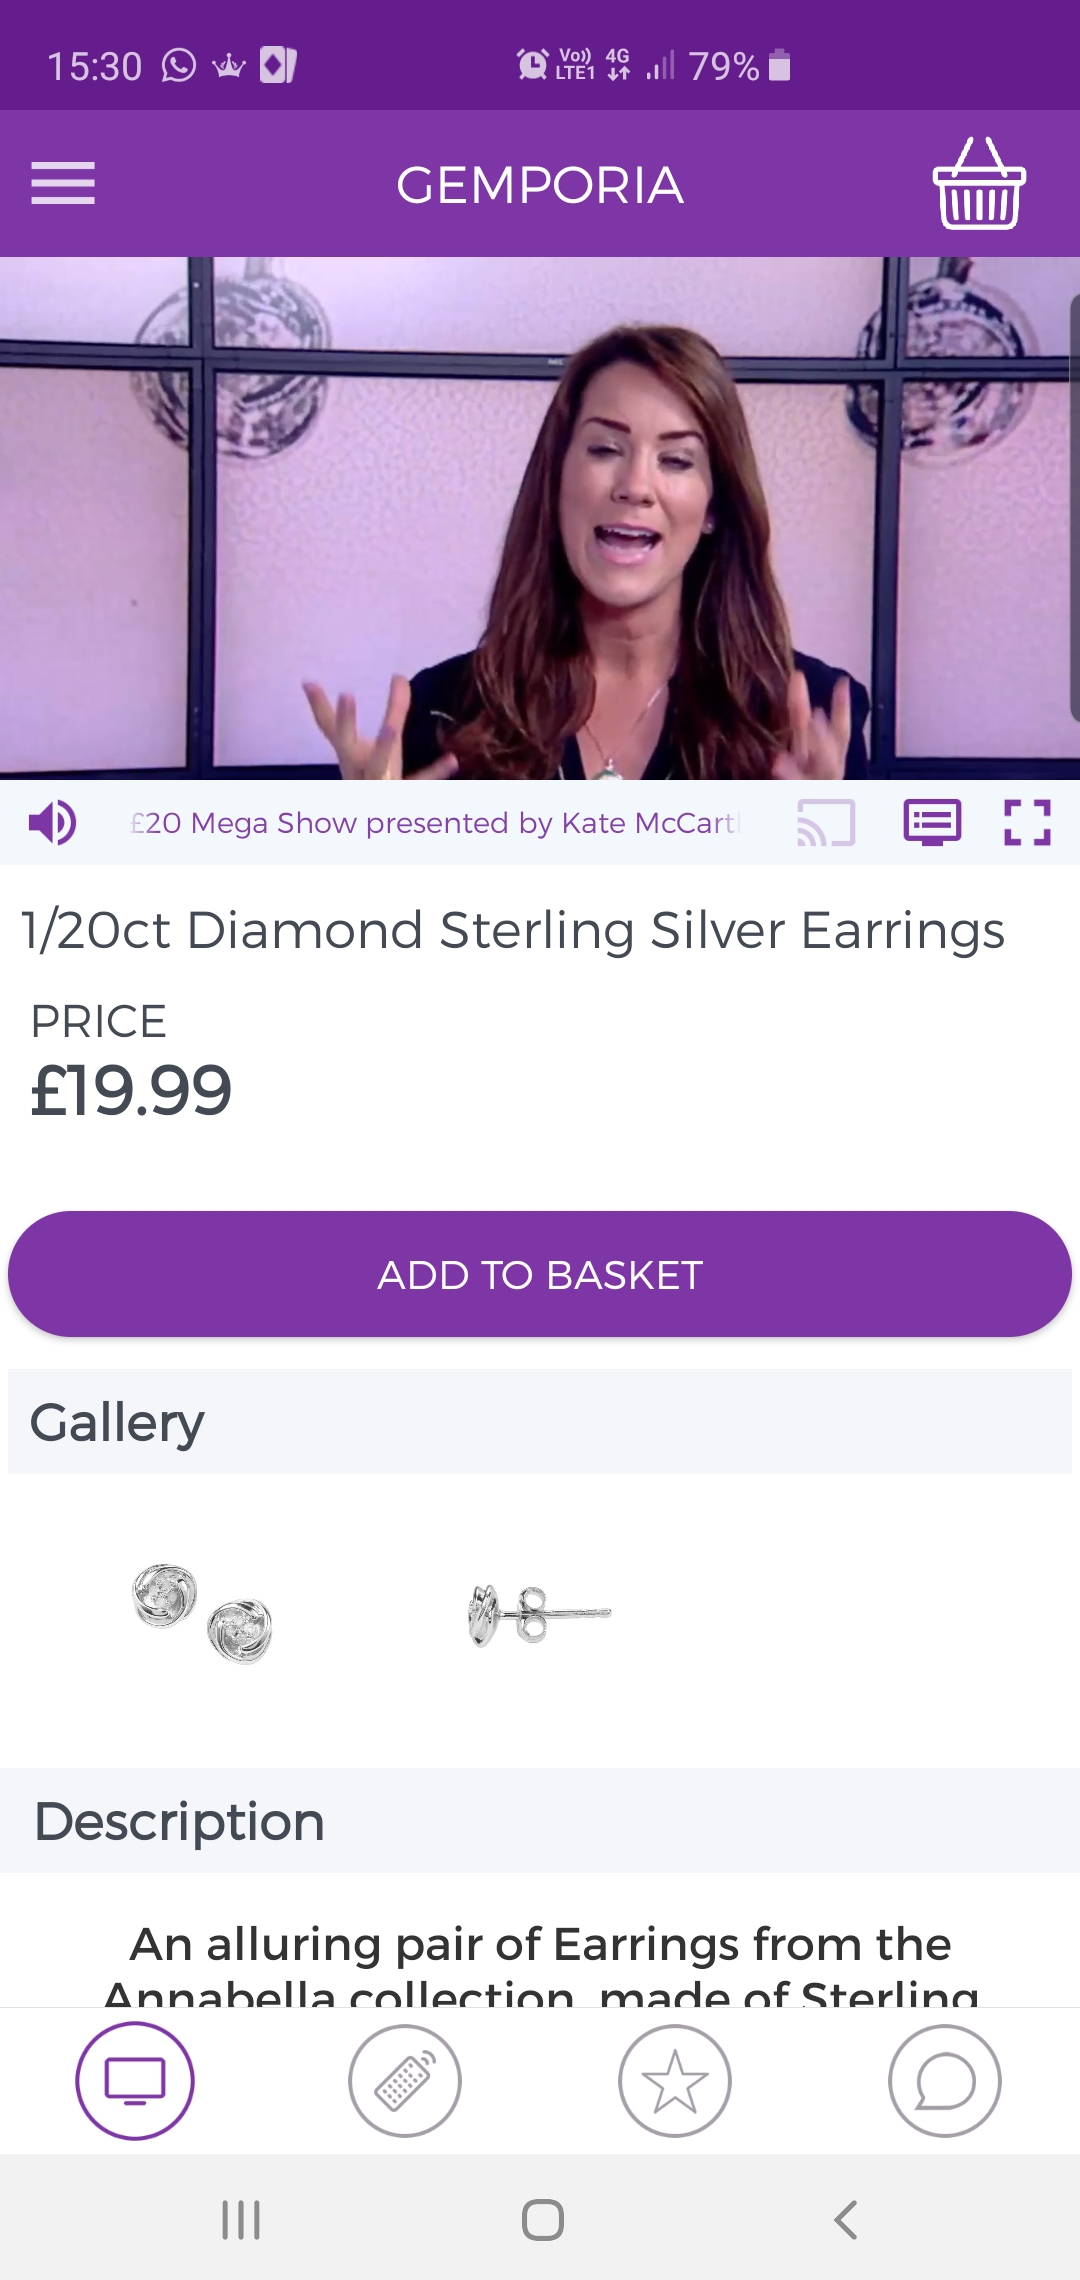 15:30 Vo)) LTE1 4G 79%
GEMPORIA
£20 Mega Show presented by Kate McCart
1/20ct Diamond Sterling Silver Earrings
PRICE
£19.99
ADD TO BASKET
Gallery
Description
An alluring pair of Earrings from the
Annabella collection, made of Sterling